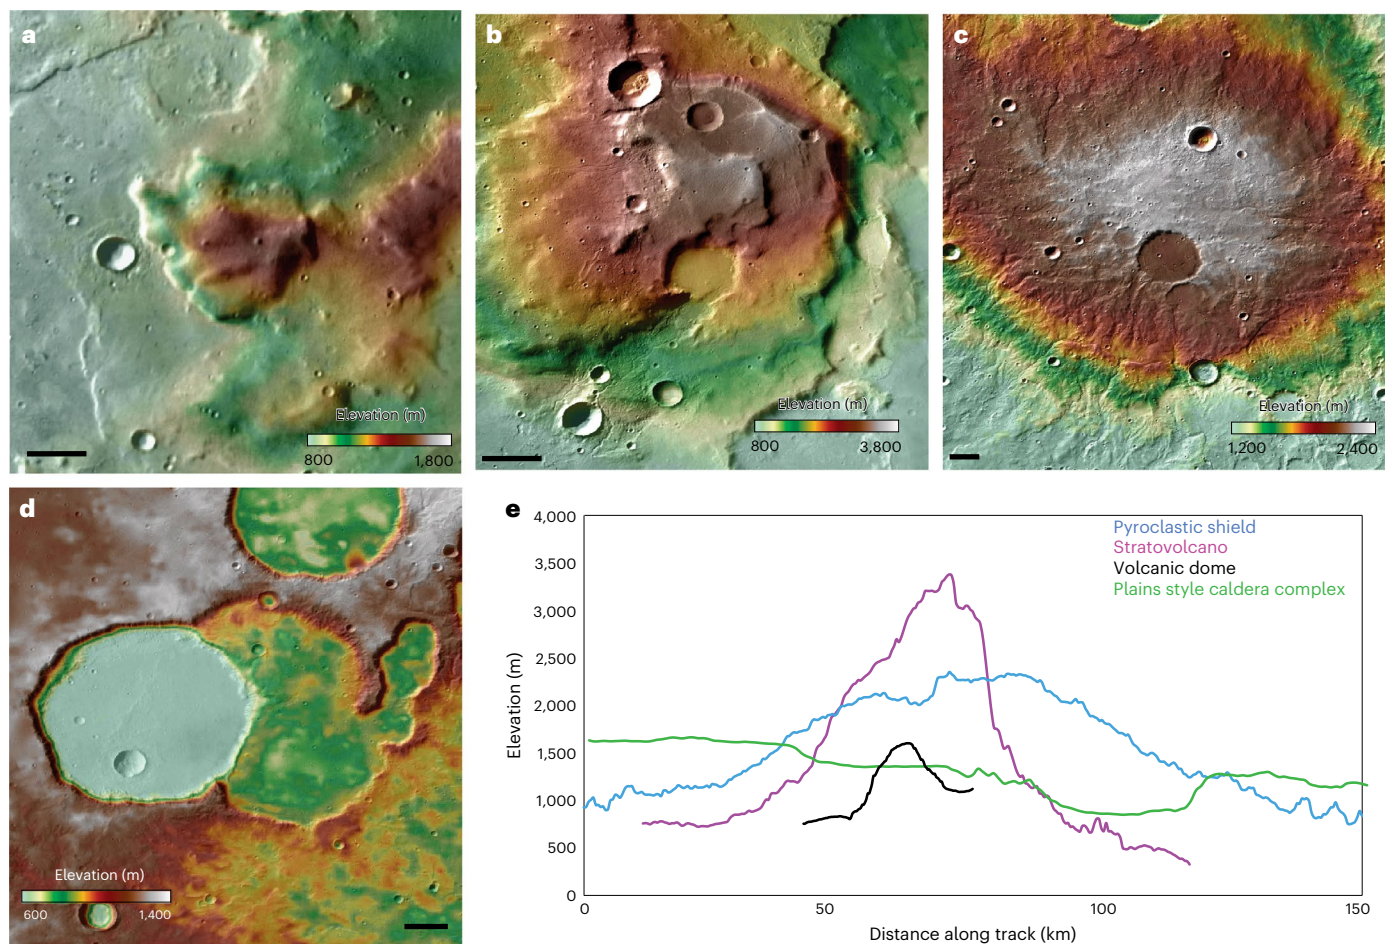 a
Elevation (m)
800 1,800
b
Elevation (m)
800 3,800
c
Elevation (m)
1,200 2,400
d
Elevation (m)
600 1,400
e
4,000
3,500
3,000
2,500
2,000
1,500
1,000
500
0
Elevation (m)
Pyroclastic shield
Stratovolcano
Volcanic dome
Plains style caldera complex
0 50 100 150
Distance along track (km)